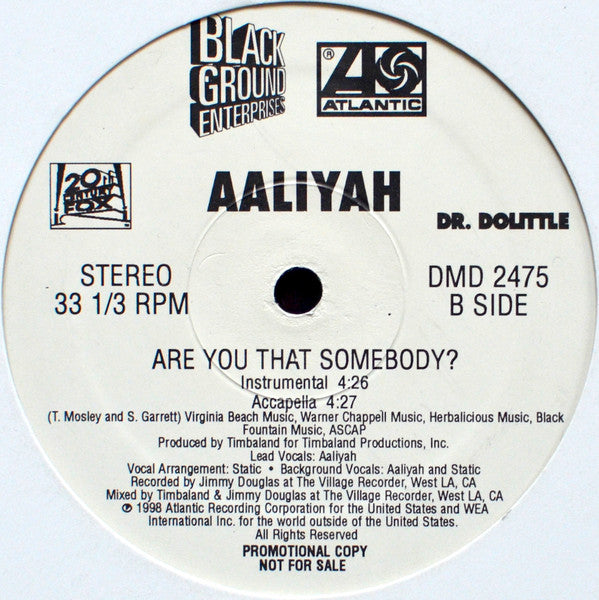 BLACK
GROUND
ENTERPRISES
®
ATLANTIC
20th
CENTURY
FOX
AALIYAH
DR. DOLITTLE
STEREO
33 1/3 RPM
DMD 2475
B SIDE
ARE YOU THAT SOMEBODY?
Instrumental 4:26
Accapella 4:27
(T. Mosley and S. Garrett) Virginia Beach Music, Warner Chappell Music, Herbalicious Music, Black
Fountain Music, ASCAP
Produced by Timbaland for Timbaland Productions, Inc.
Lead Vocals: Aaliyah
Vocal Arrangement: Static • Background Vocals: Aaliyah and Static
Recorded by Jimmy Douglas at The Village Recorder, West LA, CA
Mixed by Timbaland & Jimmy Douglas at The Village Recorder, West LA, CA
℗ 1998 Atlantic Recording Corporation for the United States and WEA
International Inc. for the world outside of the United States.
All Rights Reserved
PROMOTIONAL COPY
NOT FOR SALE